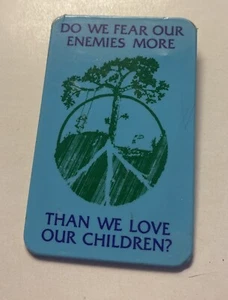 DO WE FEAR OUR
ENEMIES MORE
THAN WE LOVE
OUR CHILDREN?